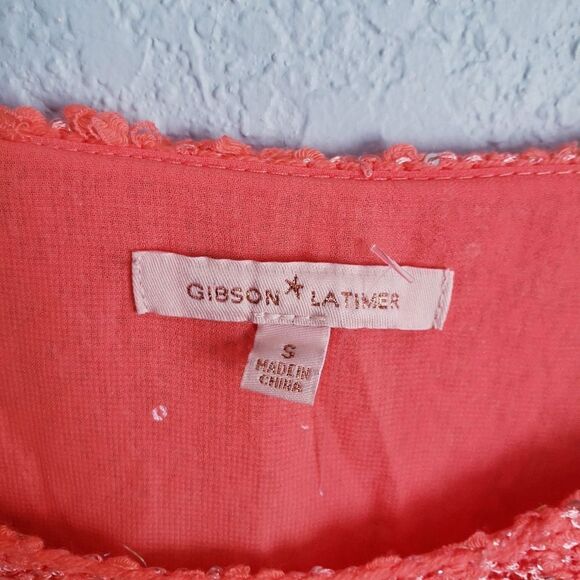 GIBSON * LATIMER
S
MADE IN
CHINA